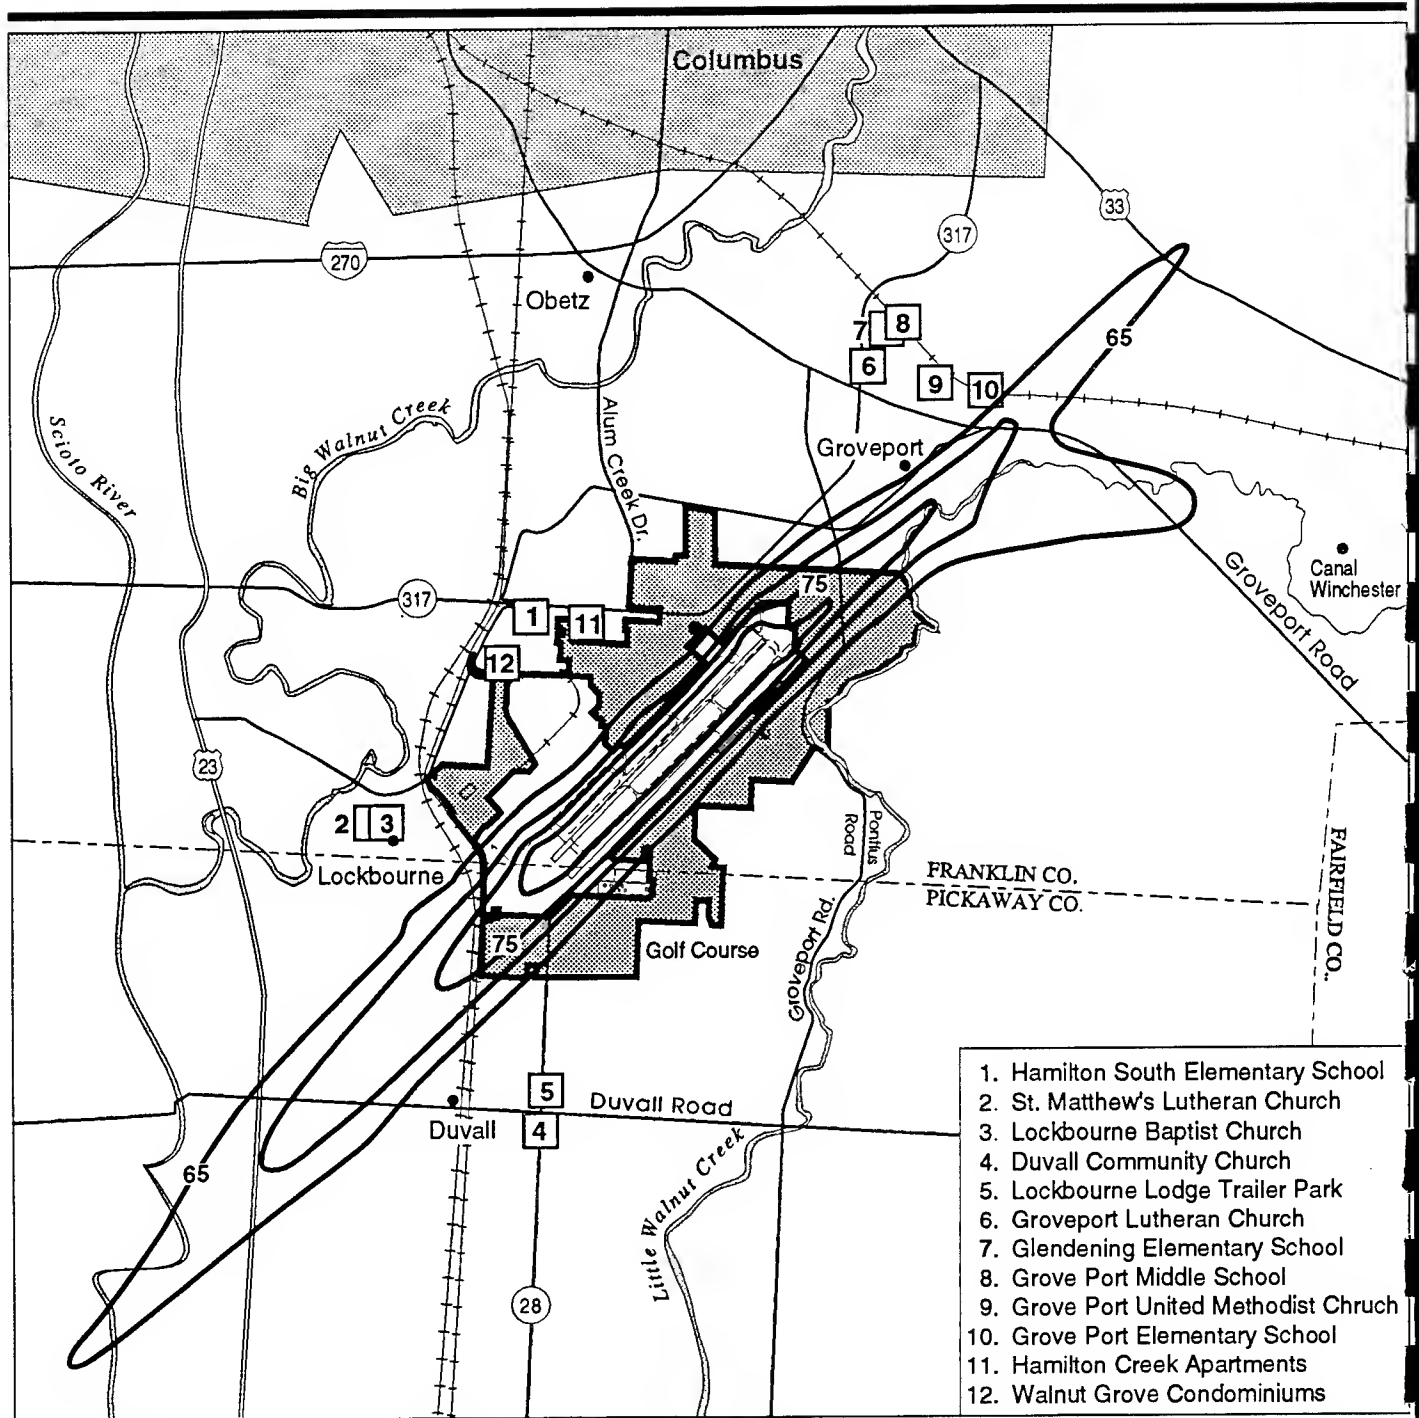 Columbus
33
317
270
Obetz
65
7
8
6
9
10
Big Walnut Creek
Alum Creek Dr.
Scioto River
Groveport
Groveport Road
Canal
Winchester
75
317
1
11
12
23
2
3
Lockbourne
Pontius
Road
FRANKLIN CO.
PICKAWAY CO.
FAIRFIELD CO.
75
Golf Course
Groveport Rd.
5
Duvall Road
Duvall
4
65
Little Walnut Creek
28
1. Hamilton South Elementary School
2. St. Matthew's Lutheran Church
3. Lockbourne Baptist Church
4. Duvall Community Church
5. Lockbourne Lodge Trailer Park
6. Groveport Lutheran Church
7. Glendening Elementary School
8. Grove Port Middle School
9. Grove Port United Methodist Chruch
10. Grove Port Elementary School
11. Hamilton Creek Apartments
12. Walnut Grove Condominiums